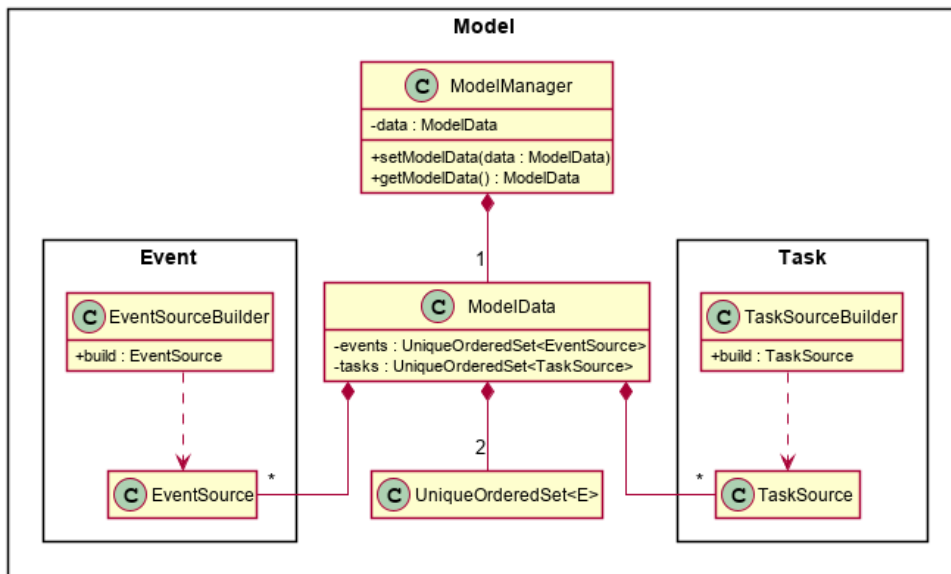 Model
C ModelManager
-data : ModelData
+setModelData(data : ModelData)
+getModelData() : ModelData
1
Event
C EventSourceBuilder
+build : EventSource
C ModelData
-events : UniqueOrderedSet<EventSource>
-tasks : UniqueOrderedSet<TaskSource>
Task
C TaskSourceBuilder
+build : TaskSource
*
2
*
C EventSource
C UniqueOrderedSet<E>
C TaskSource